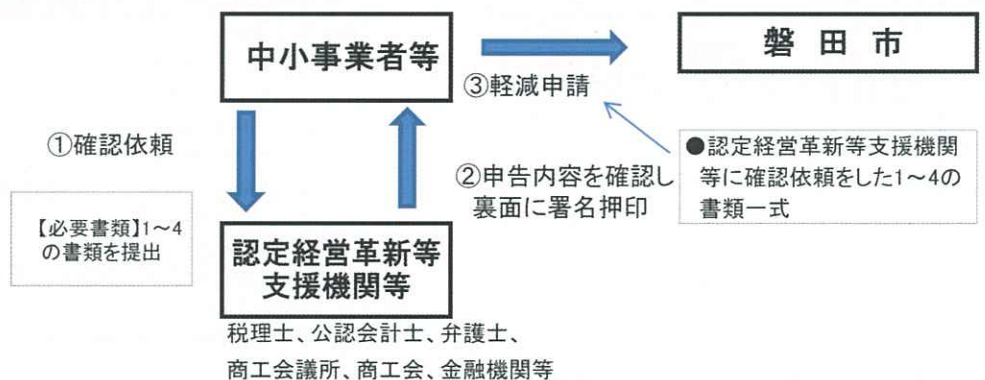 中小事業者等
磐田市
③軽減申請
①確認依頼
②申告内容を確認し
裏面に署名押印
●認定経営革新等支援機関
等に確認依頼をした1～4の
書類一式
【必要書類】1～4
の書類を提出
認定経営革新等
支援機関等
税理士、公認会計士、弁護士、
商工会議所、商工会、金融機関等